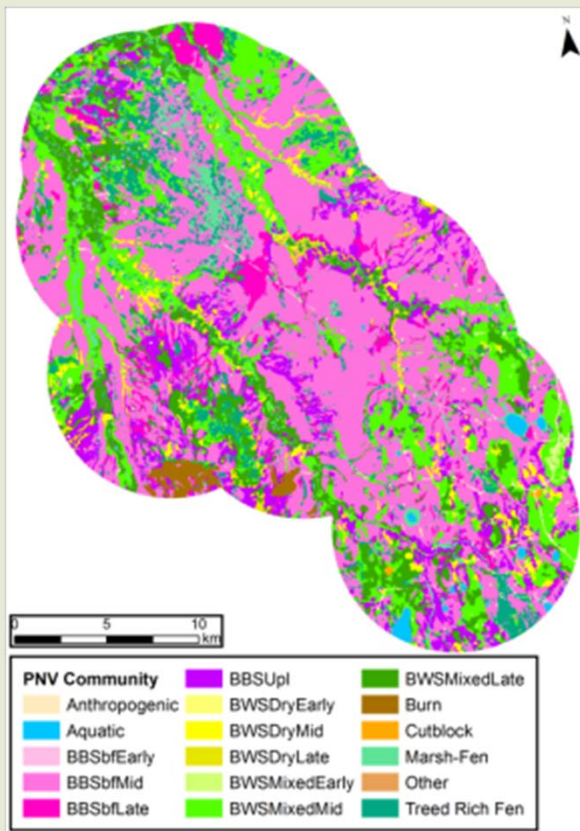 N
0 5 10
km
PNV Community
Anthropogenic
Aquatic
BBSbfEarly
BBSbfMid
BBSbfLate
BBSUpl
BWSDryEarly
BWSDryMid
BWSDryLate
BWSMixedEarly
BWSMixedMid
BWSMixedLate
Burn
Cutblock
Marsh-Fen
Other
Treed Rich Fen